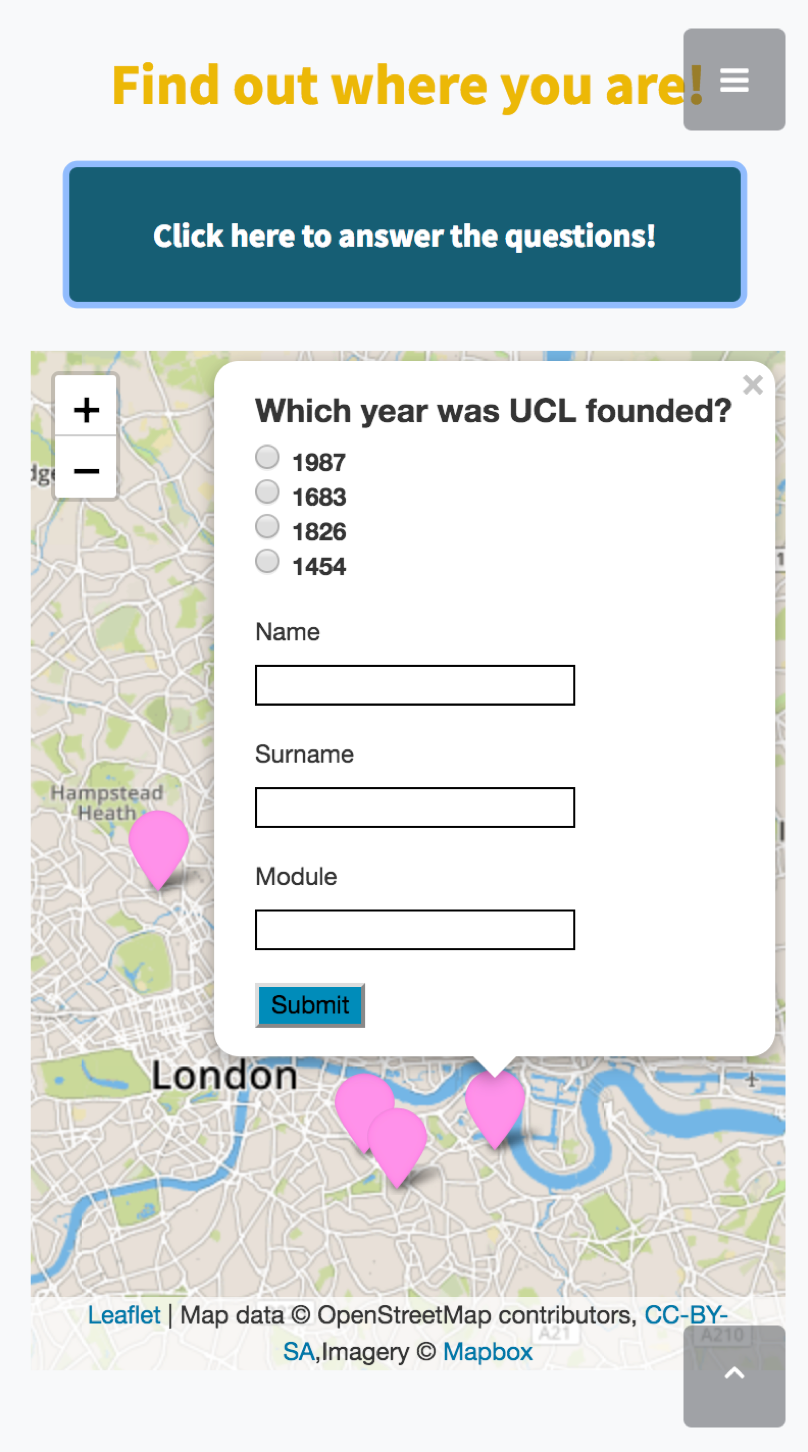 Find out where you are!
Click here to answer the questions!
+
−
×
Which year was UCL founded?
1987
1683
1826
1454
Name
Surname
Module
Submit
Hampstead
Heath
London
Leaflet | Map data © OpenStreetMap contributors, CC-BY-
SA,Imagery © Mapbox
A21
A210